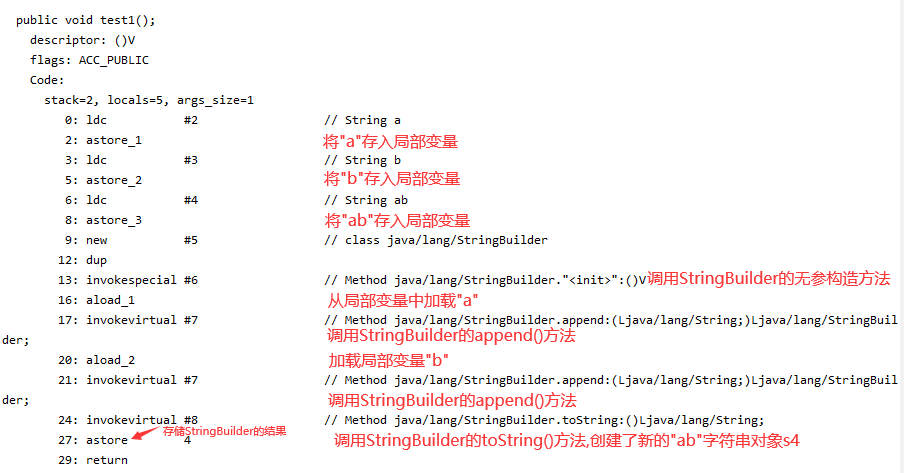 public void test1();
descriptor: ()V
flags: ACC_PUBLIC
Code:
stack=2, locals=5, args_size=1
0: ldc #2 // String a
2: astore_1 将"a"存入局部变量
3: ldc #3 // String b
5: astore_2 将"b"存入局部变量
6: ldc #4 // String ab
8: astore_3 将"ab"存入局部变量
9: new #5 // class java/lang/StringBuilder
12: dup
13: invokespecial #6 // Method java/lang/StringBuilder."<init>":()V调用StringBuilder的无参构造方法
16: aload_1 从局部变量中加载"a"
17: invokevirtual #7 // Method java/lang/StringBuilder.append:(Ljava/lang/String;)Ljava/lang/StringBuil
der; 调用StringBuilder的append()方法
20: aload_2 加载局部变量"b"
21: invokevirtual #7 // Method java/lang/StringBuilder.append:(Ljava/lang/String;)Ljava/lang/StringBuil
der; 调用StringBuilder的append()方法
24: invokevirtual #8 // Method java/lang/StringBuilder.toString:()Ljava/lang/String;
存储StringBuilder的结果
27: astore 4 调用StringBuilder的toString()方法,创建了新的"ab"字符串对象s4
29: return